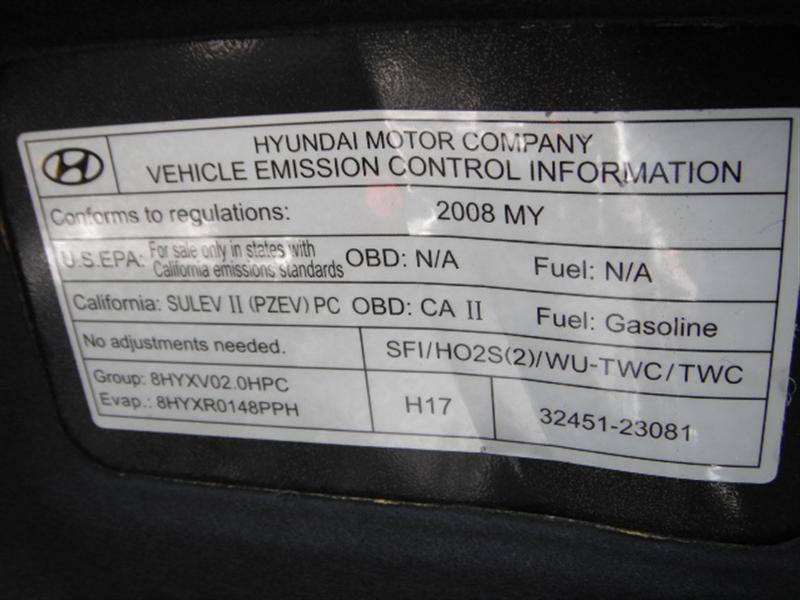 HYUNDAI MOTOR COMPANY
VEHICLE EMISSION CONTROL INFORMATION
Conforms to regulations: 2008 MY
U.S.EPA: For sale only in states with California emissions standards OBD: N/A Fuel: N/A
California: SULEV II (PZEV) PC OBD: CA II Fuel: Gasoline
No adjustments needed. SFI/HO2S(2)/WU-TWC/TWC
Group: 8HYXV02.0HPC
Evap.: 8HYXR0148PPH
H17
32451-23081